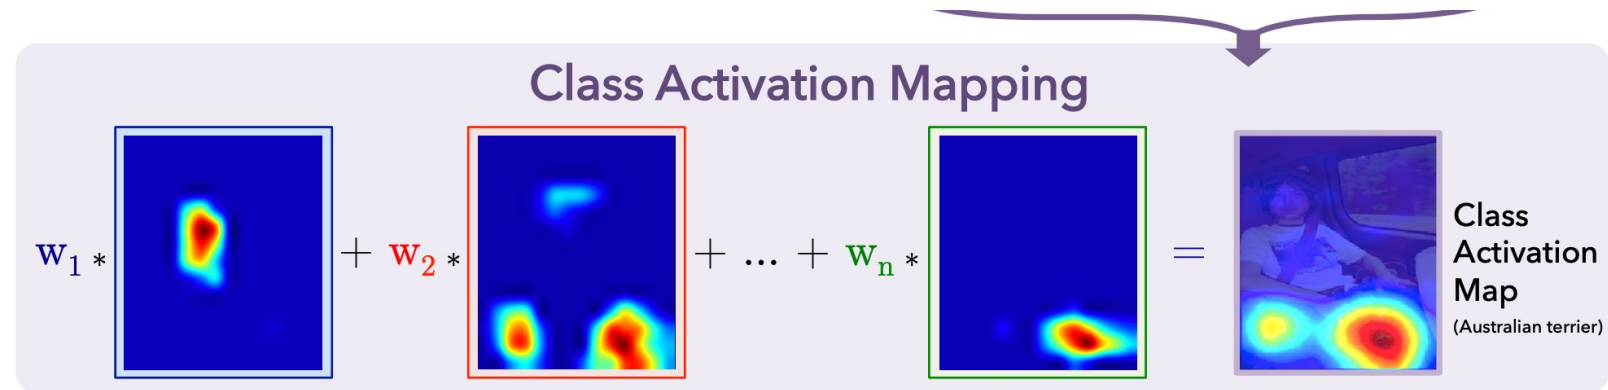 Class Activation Mapping
w₁ * + w₂ * + ... + wₙ * =
Class
Activation
Map
(Australian terrier)